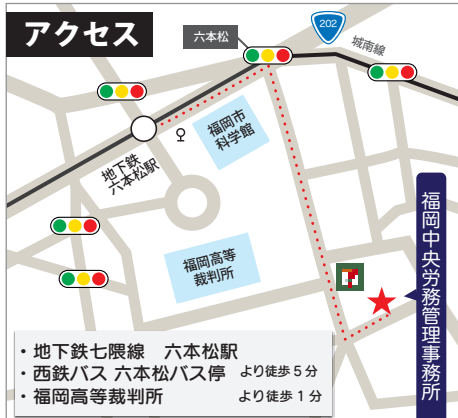 アクセス
六本松
202
城南線
福岡市
科学館
地下鉄
六本松駅
福岡高等
裁判所
7
福岡中央労務管理事務所
・地下鉄七隈線　六本松駅
・西鉄バス 六本松バス停　より徒歩５分
・福岡高等裁判所　より徒歩１分